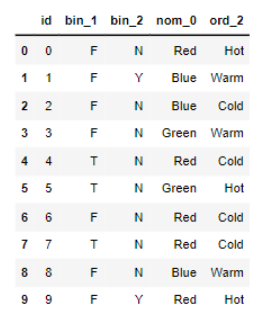 id bin_1 bin_2 nom_0 ord_2
0 0 F N Red Hot
1 1 F Y Blue Warm
2 2 F N Blue Cold
3 3 F N Green Warm
4 4 T N Red Cold
5 5 T N Green Hot
6 6 F N Red Cold
7 7 T N Red Cold
8 8 F N Blue Warm
9 9 F Y Red Hot